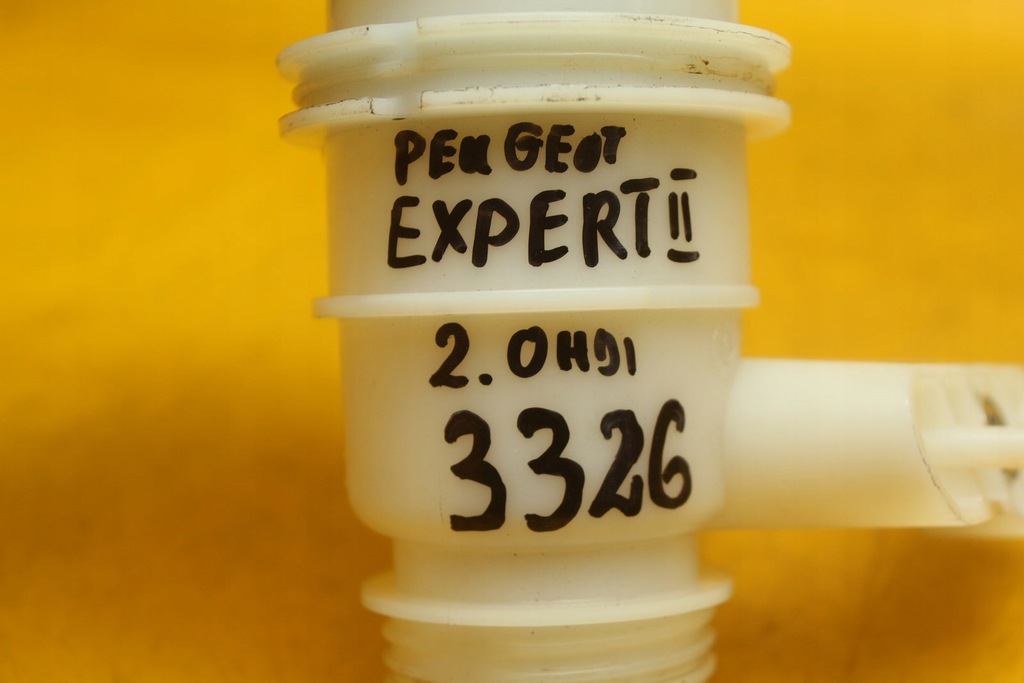 PEUGEOT
EXPERT II
2.0HDI
3326